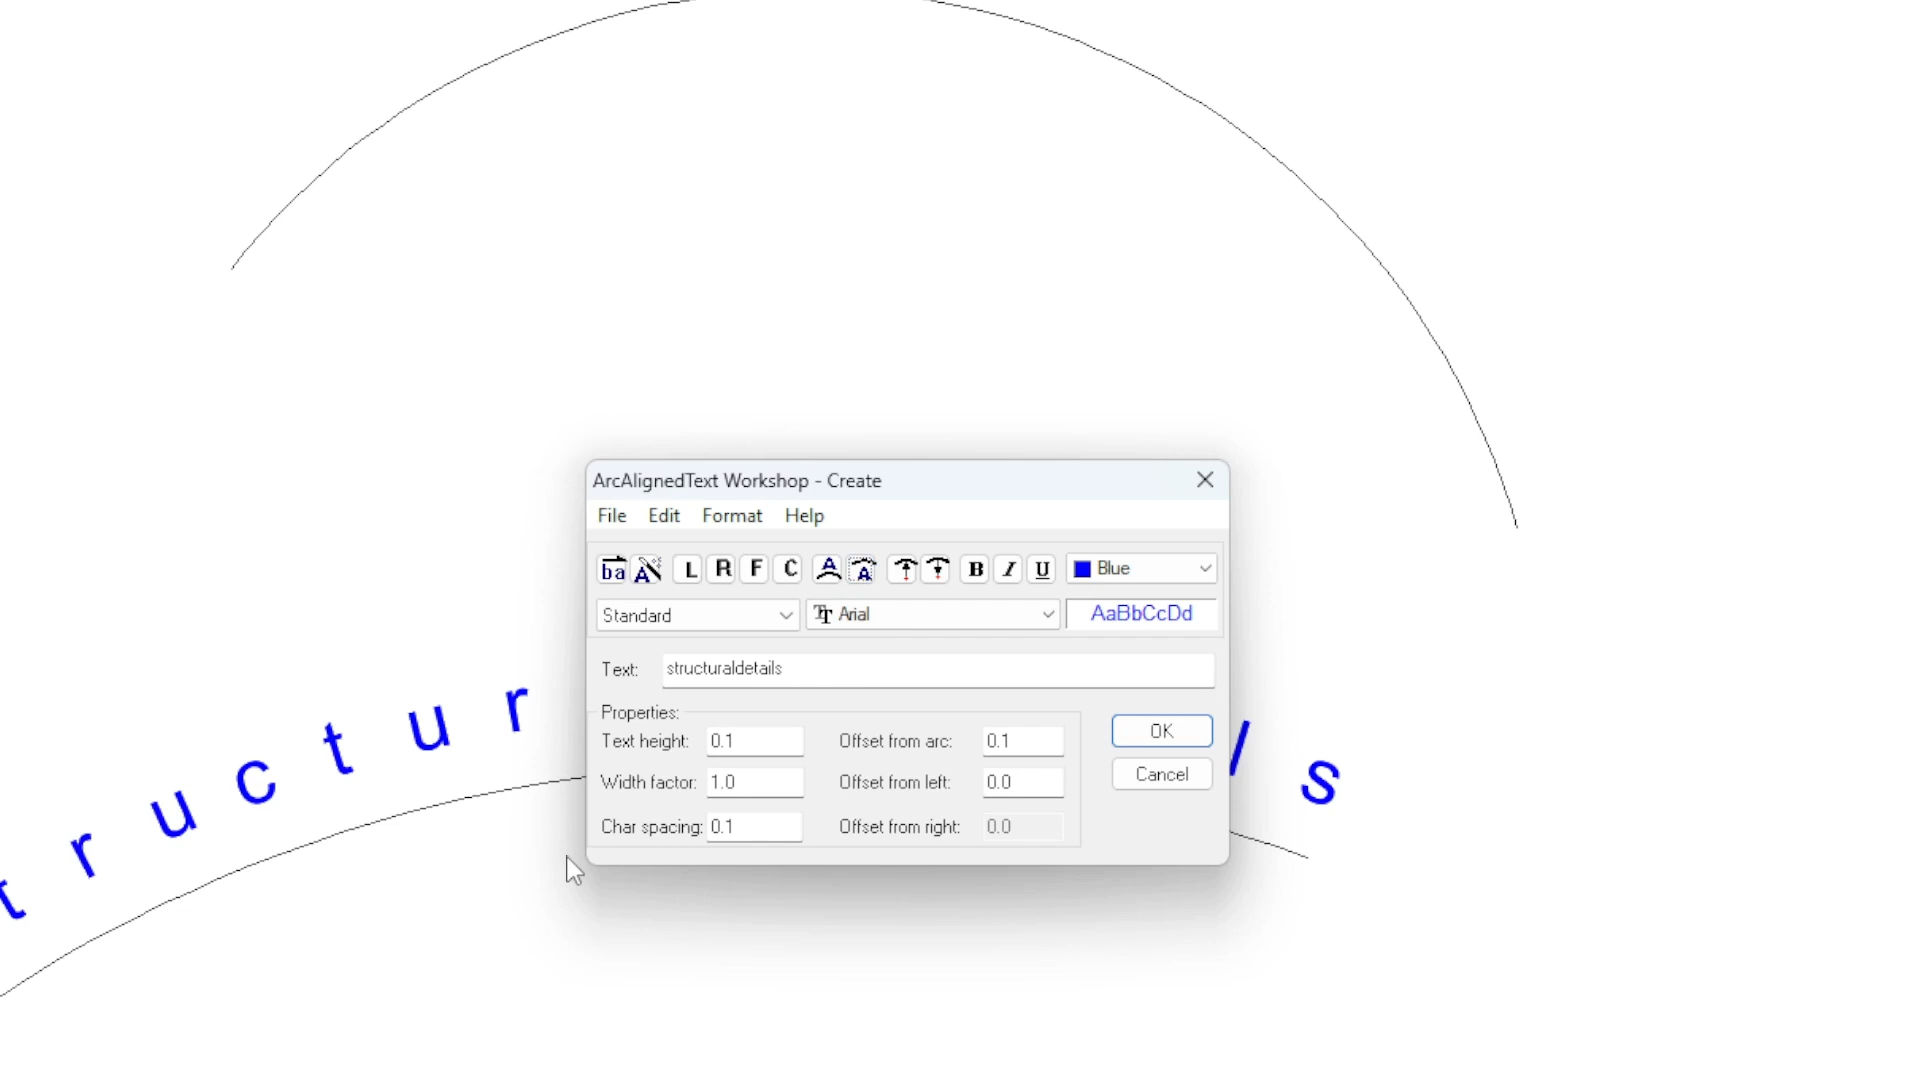 ArcAlignedText Workshop - Create
File Edit Format Help
ba A L R F C A A B I U Blue
Standard Arial AaBbCcDd
Text: structuraldetails
Properties:
Text height: 0.1 Offset from arc: 0.1
Width factor: 1.0 Offset from left: 0.0
Char spacing: 0.1 Offset from right: 0.0
OK
Cancel
t r u c t u r
l s